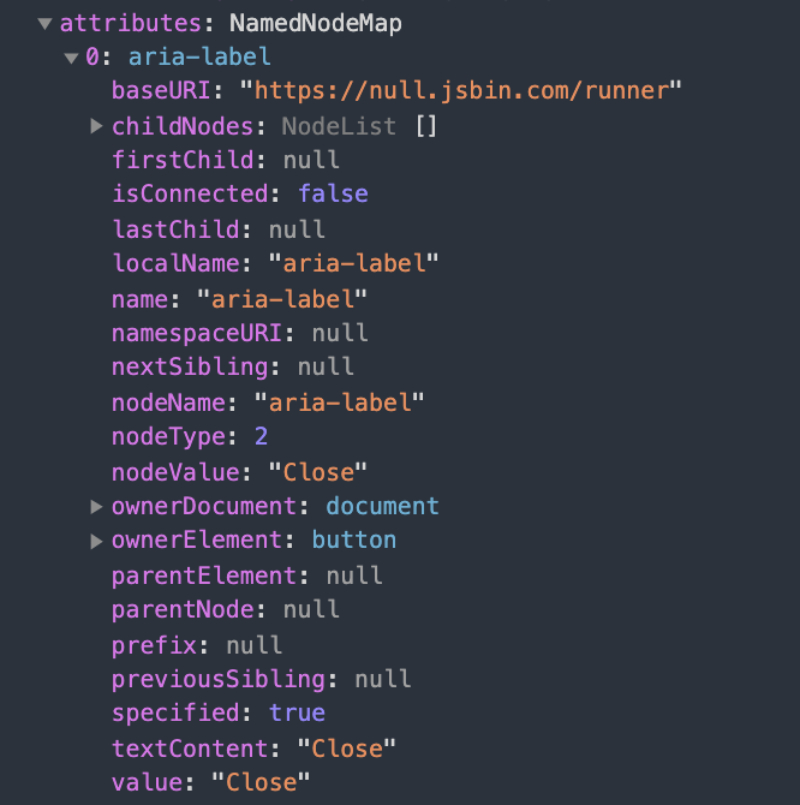 attributes: NamedNodeMap
0: aria-label
baseURI: "https://null.jsbin.com/runner"
childNodes: NodeList []
firstChild: null
isConnected: false
lastChild: null
localName: "aria-label"
name: "aria-label"
namespaceURI: null
nextSibling: null
nodeName: "aria-label"
nodeType: 2
nodeValue: "Close"
ownerDocument: document
ownerElement: button
parentElement: null
parentNode: null
prefix: null
previousSibling: null
specified: true
textContent: "Close"
value: "Close"